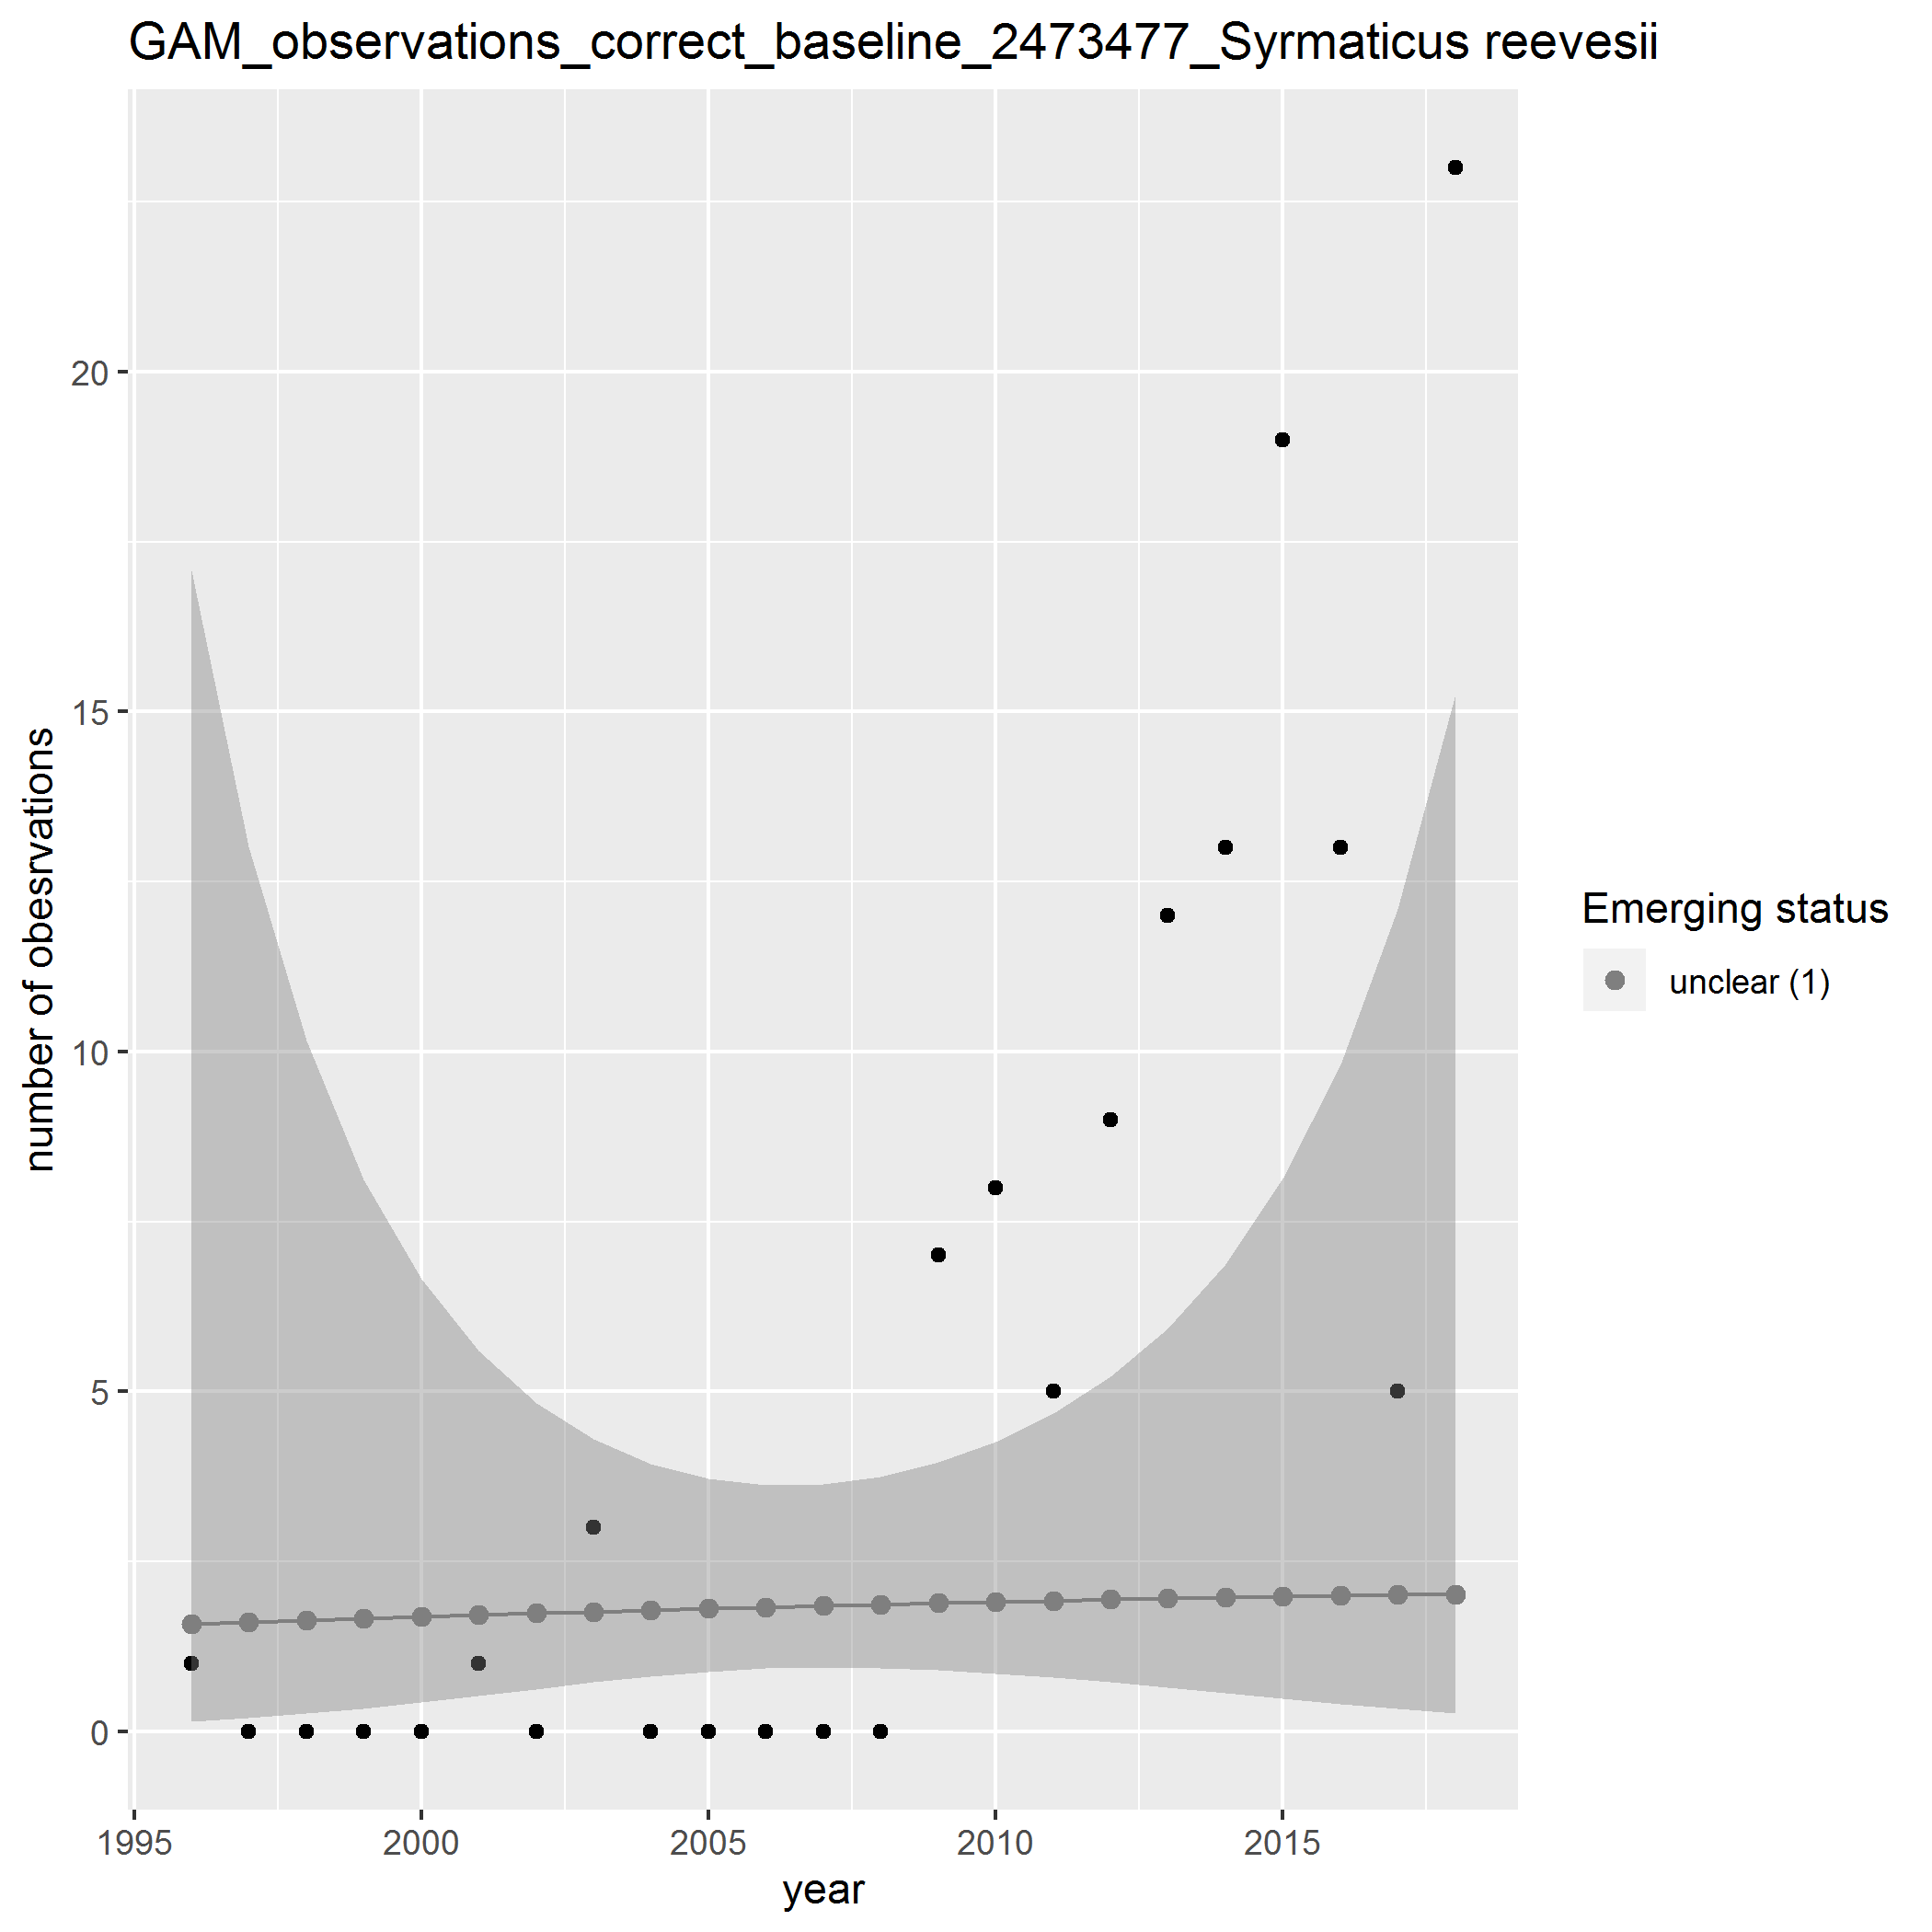 GAM_observations_correct_baseline_2473477_Syrmaticus reevesii
number of obesrvations
20
15
10
5
0
1995
2000
2005
2010
2015
year
Emerging status
unclear (1)